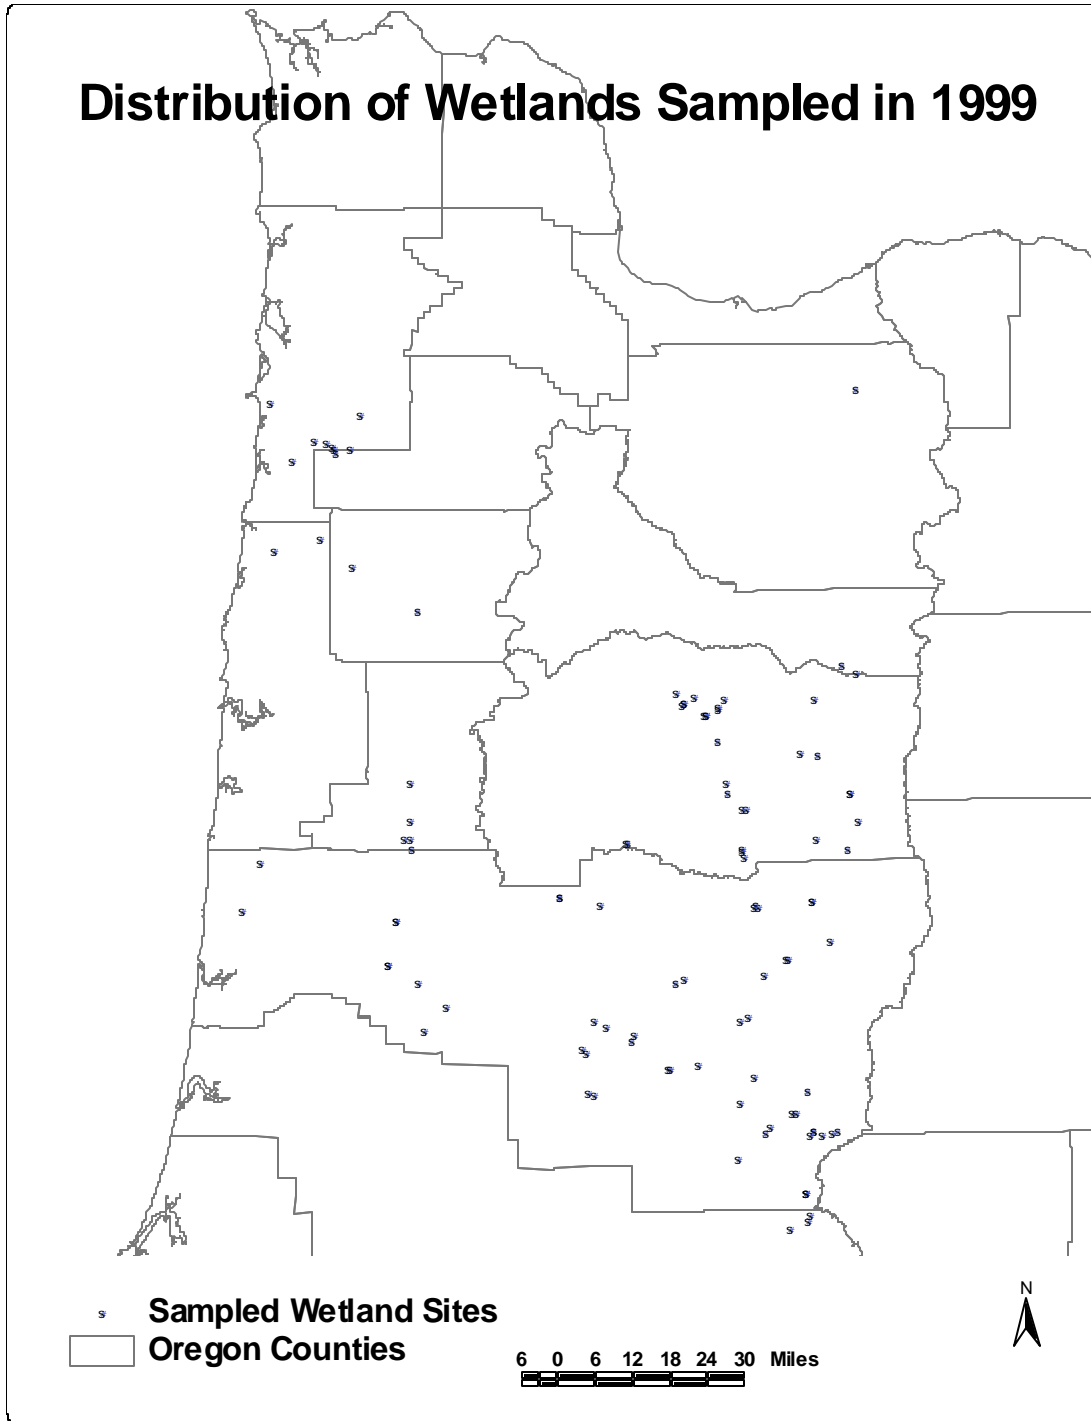 Distribution of Wetlands Sampled in 1999
N
Sampled Wetland Sites
Oregon Counties
6 0 6 12 18 24 30 Miles